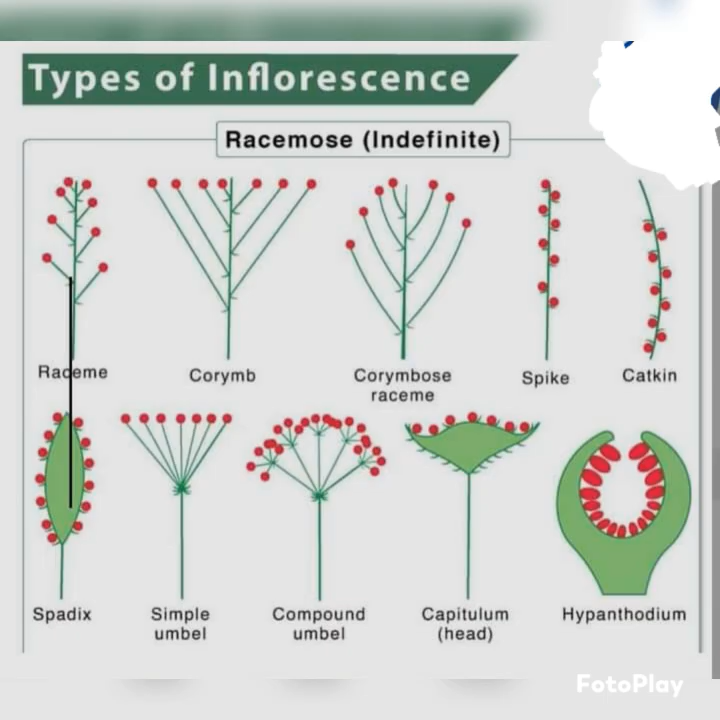 Types of Inflorescence
Racemose (Indefinite)
Raceme
Corymb
Corymbose
raceme
Spike
Catkin
Spadix
Simple
umbel
Compound
umbel
Capitulum
(head)
Hypanthodium
FotoPlay